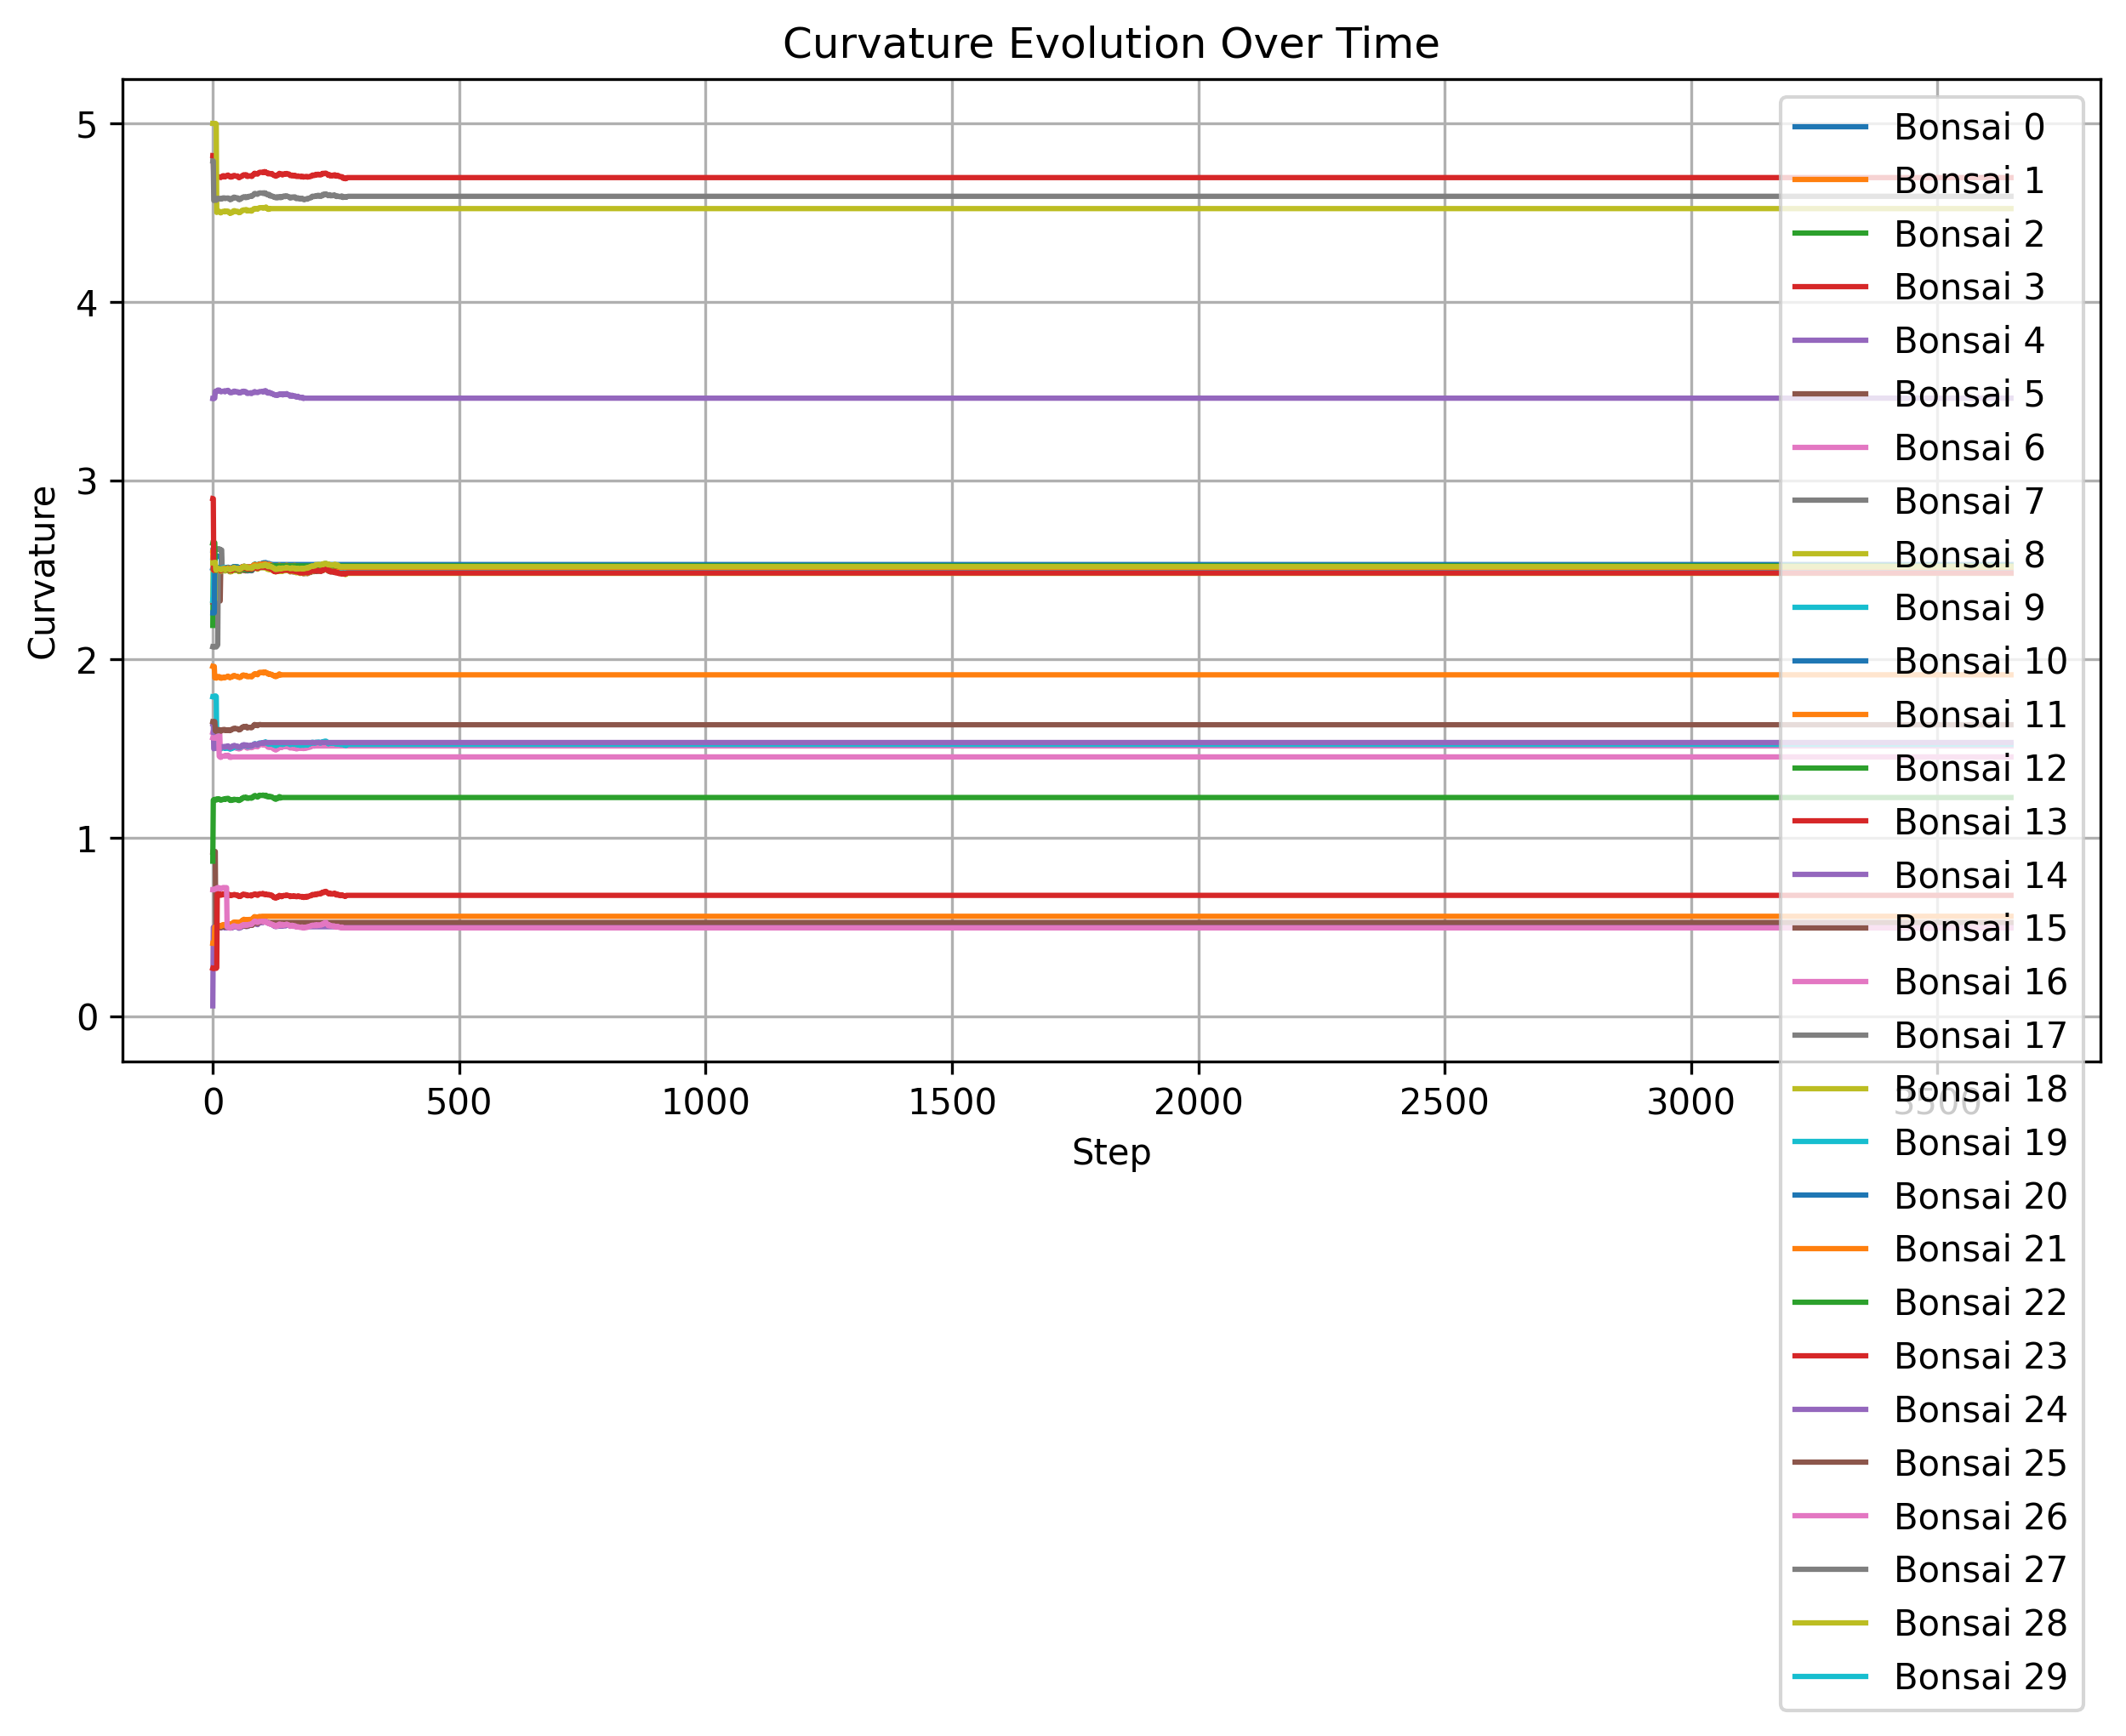 Curvature Evolution Over Time
5
4
3
2
1
0
Curvature
0
500
1000
1500
2000
2500
3000
3500
Step
Bonsai 0
Bonsai 1
Bonsai 2
Bonsai 3
Bonsai 4
Bonsai 5
Bonsai 6
Bonsai 7
Bonsai 8
Bonsai 9
Bonsai 10
Bonsai 11
Bonsai 12
Bonsai 13
Bonsai 14
Bonsai 15
Bonsai 16
Bonsai 17
Bonsai 18
Bonsai 19
Bonsai 20
Bonsai 21
Bonsai 22
Bonsai 23
Bonsai 24
Bonsai 25
Bonsai 26
Bonsai 27
Bonsai 28
Bonsai 29